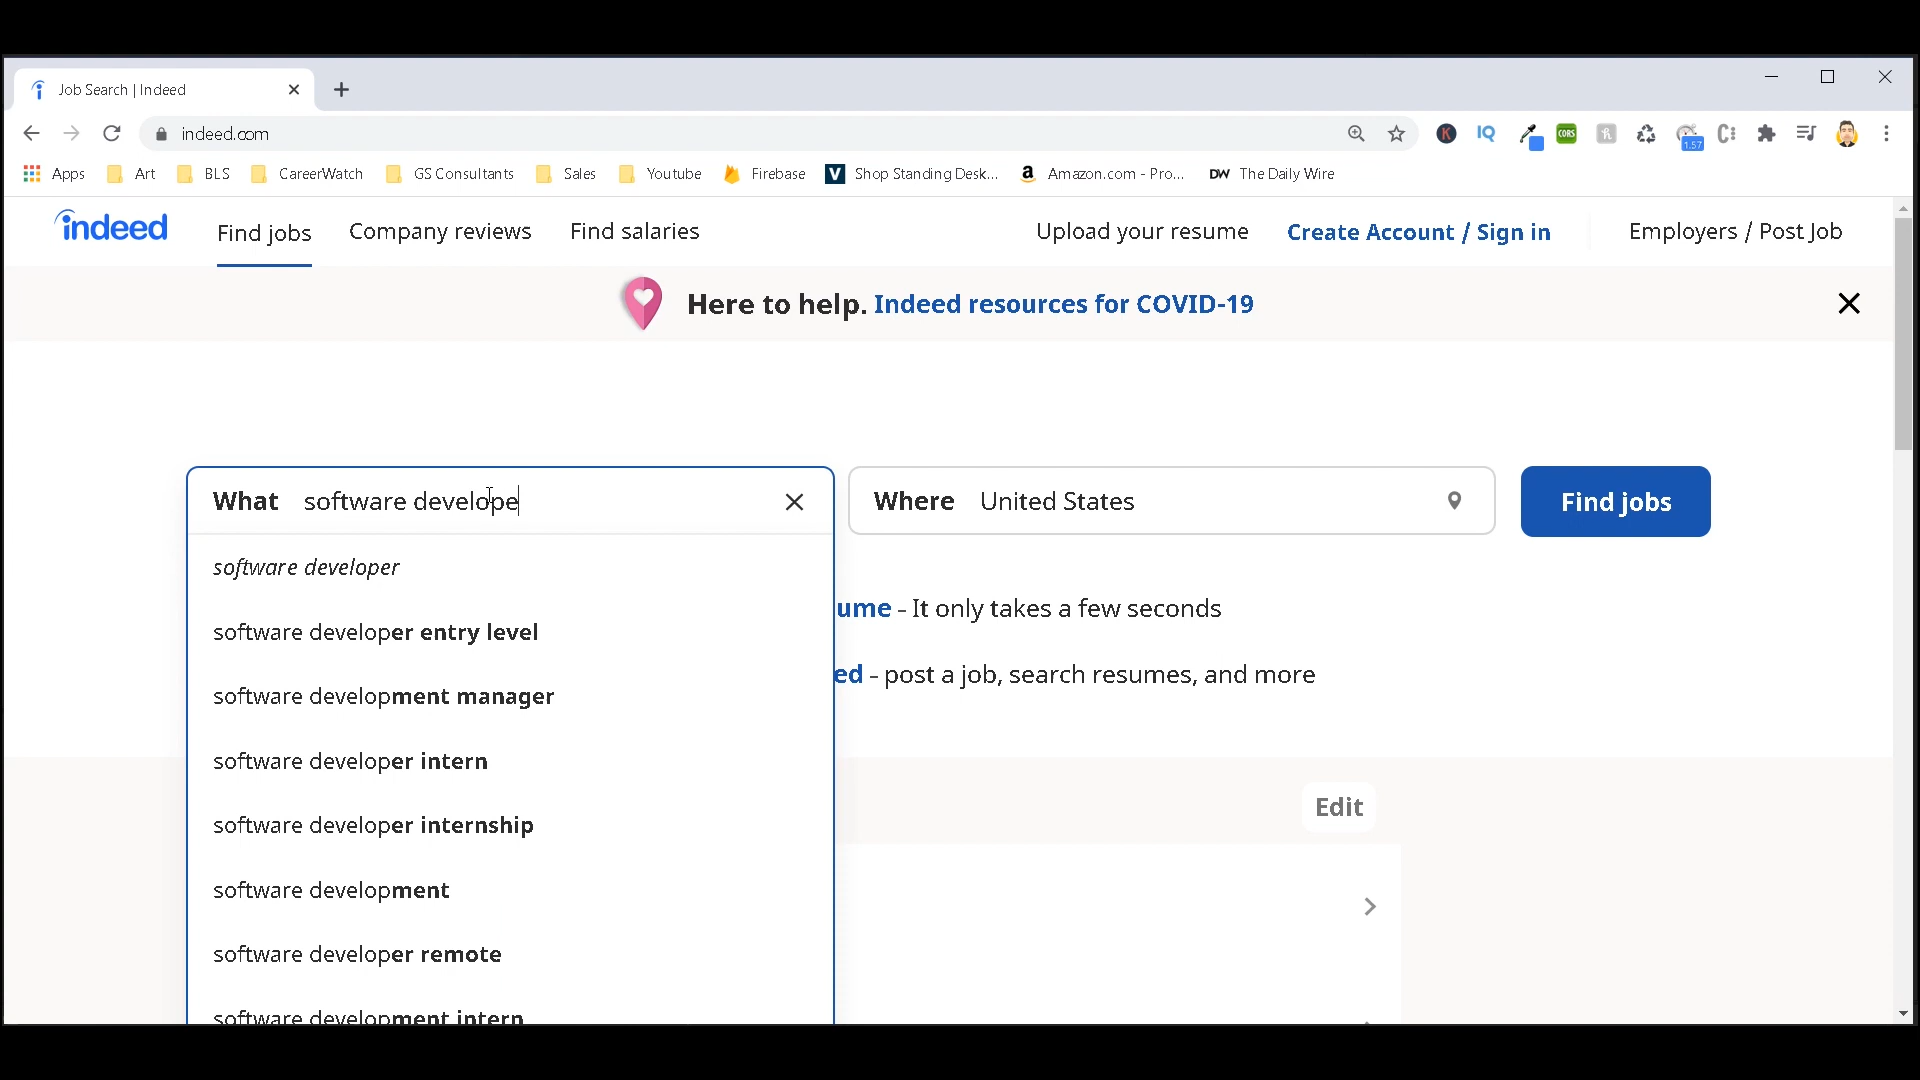 Job Search | Indeed
indeed.com
CORS
1.57
Apps Art BLS CareerWatch GS Consultants Sales Youtube Firebase Shop Standing Desk... Amazon.com - Pro... DW The Daily Wire
indeed Find jobs Company reviews Find salaries Upload your resume Create Account / Sign in Employers / Post Job
Here to help. Indeed resources for COVID-19
What software develope Where United States Find jobs
software developer
ume - It only takes a few seconds
software developer entry level
ed - post a job, search resumes, and more
software development manager
software developer intern
Edit
software developer internship
software development
software developer remote
software development intern